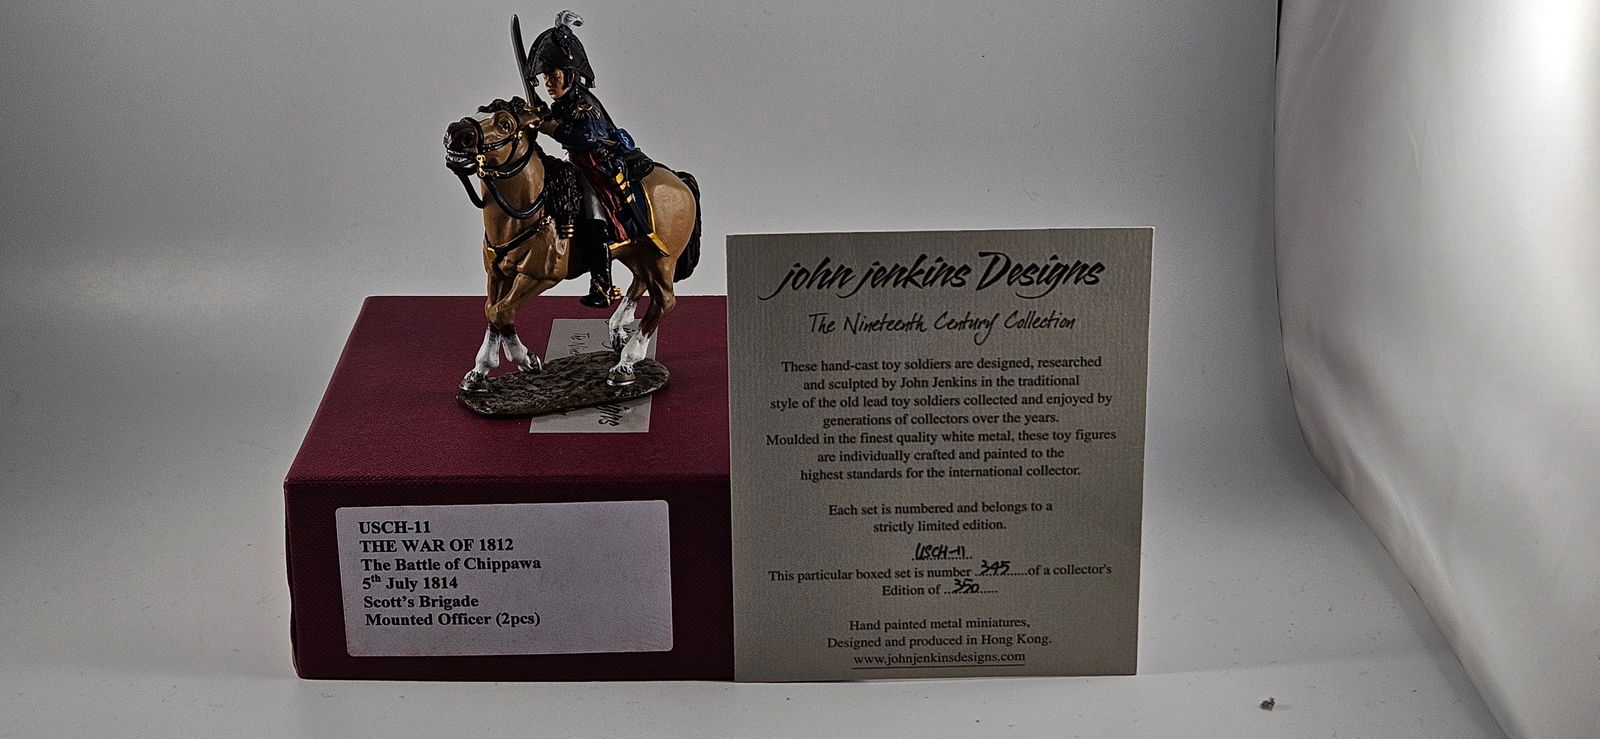 USCH-11
THE WAR OF 1812
The Battle of Chippawa
5th July 1814
Scott's Brigade
Mounted Officer (2pcs)
john jenkins Designs
The Nineteenth Century Collection
These hand-cast toy soldiers are designed, researched
and sculpted by John Jenkins in the traditional
style of the old lead toy soldiers collected and enjoyed by
generations of collectors over the years.
Moulded in the finest quality white metal, these toy figures
are individually crafted and painted to the
highest standards for the international collector.
Each set is numbered and belongs to a
strictly limited edition.
USCH-11
This particular boxed set is number ..345.....of a collector's
Edition of ..350.....
Hand painted metal miniatures,
Designed and produced in Hong Kong.
www.johnjenkinsdesigns.com